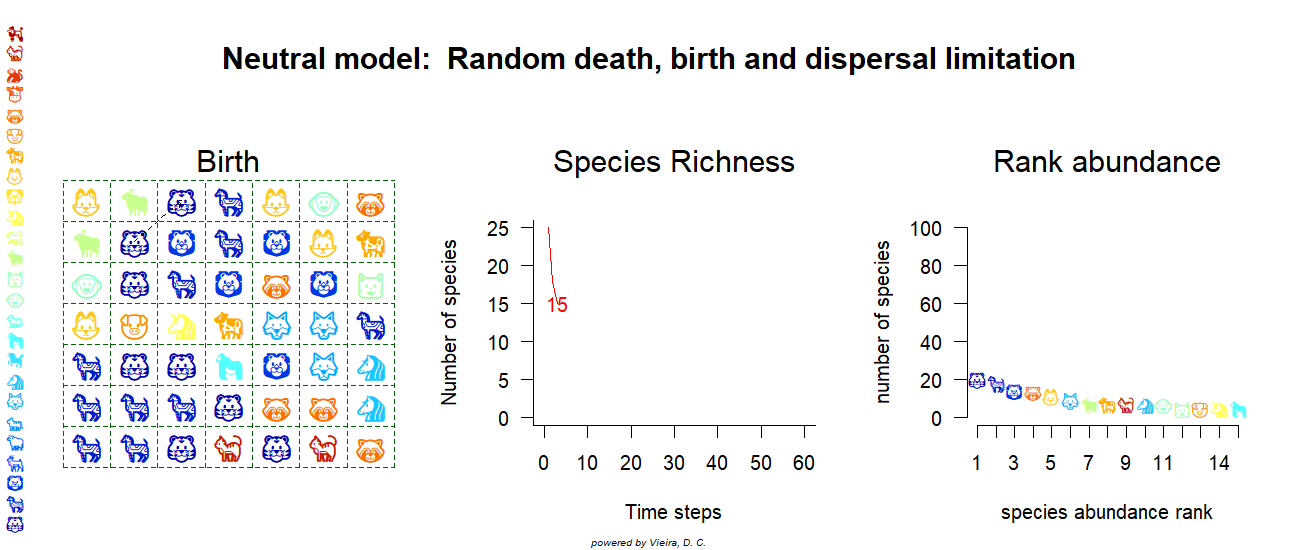 Neutral model:  Random death, birth and dispersal limitation
Birth
Species Richness
Rank abundance
Number of species
25
20
15
10
5
0
15
0 10 20 30 40 50 60
Time steps
number of species
100
80
60
40
20
0
1 3 5 7 9 11 14
species abundance rank
powered by Vieira, D. C.